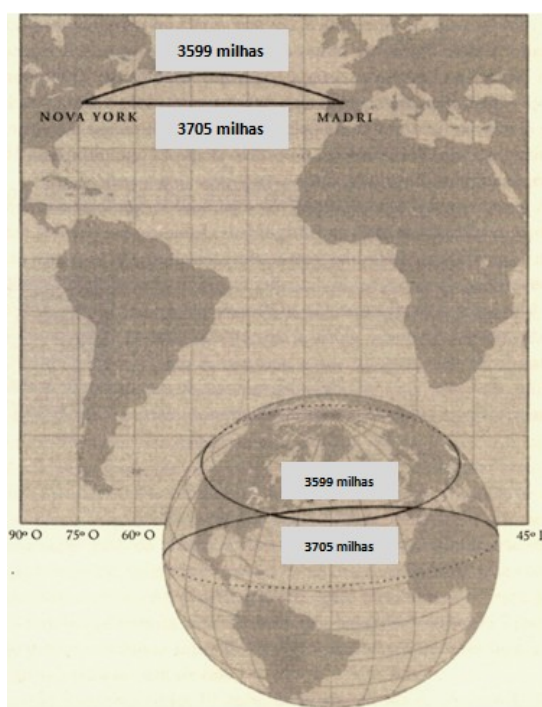 3599 milhas
NOVA YORK
3705 milhas
MADRI
3599 milhas
90º O
75º O
60º O
3705 milhas
45º